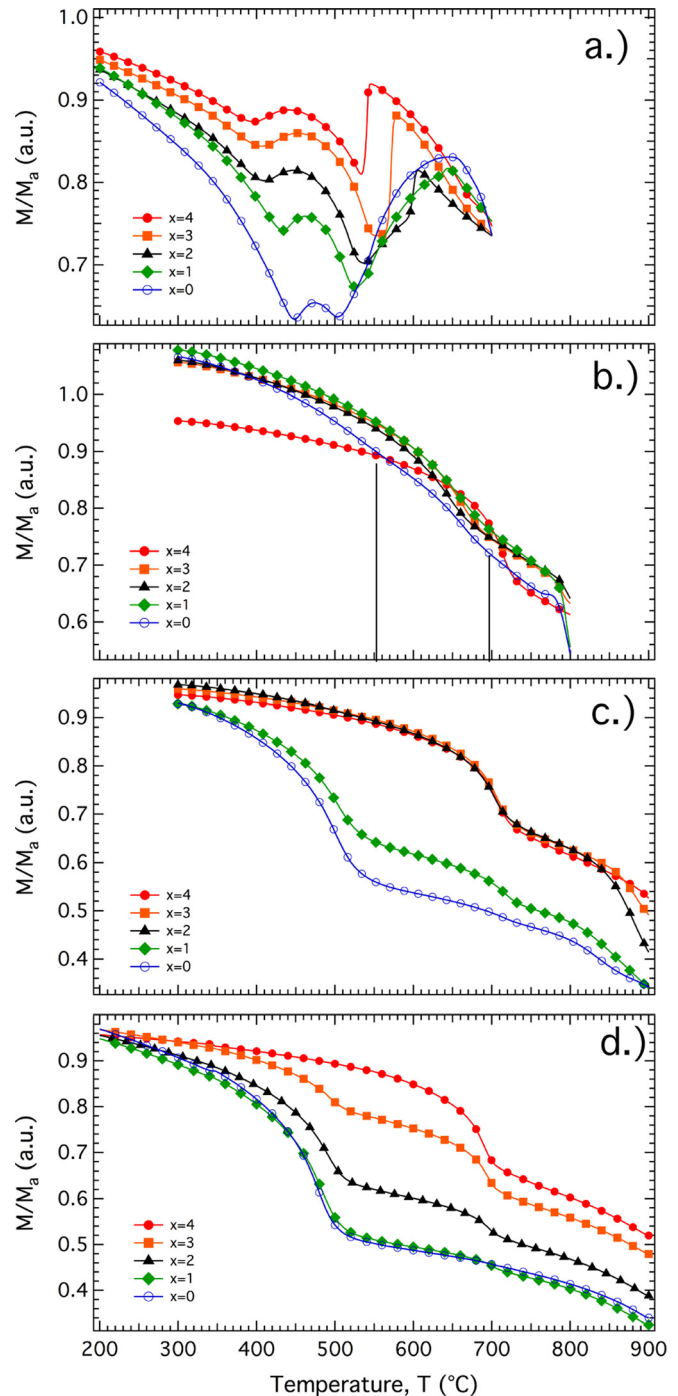 a.)
1.0
0.9
0.8
0.7
M/Mₐ (a.u.)
x=4
x=3
x=2
x=1
x=0
b.)
1.0
0.9
0.8
0.7
0.6
M/Mₐ (a.u.)
x=4
x=3
x=2
x=1
x=0
c.)
0.9
0.8
0.7
0.6
0.5
0.4
M/Mₐ (a.u.)
x=4
x=3
x=2
x=1
x=0
d.)
0.9
0.8
0.7
0.6
0.5
0.4
M/Mₐ (a.u.)
x=4
x=3
x=2
x=1
x=0
200 300 400 500 600 700 800 900
Temperature, T (°C)